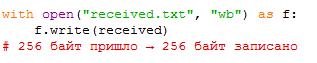 with open("received.txt", "wb") as f:
    f.write(received)
# 256 байт пришло → 256 байт записано